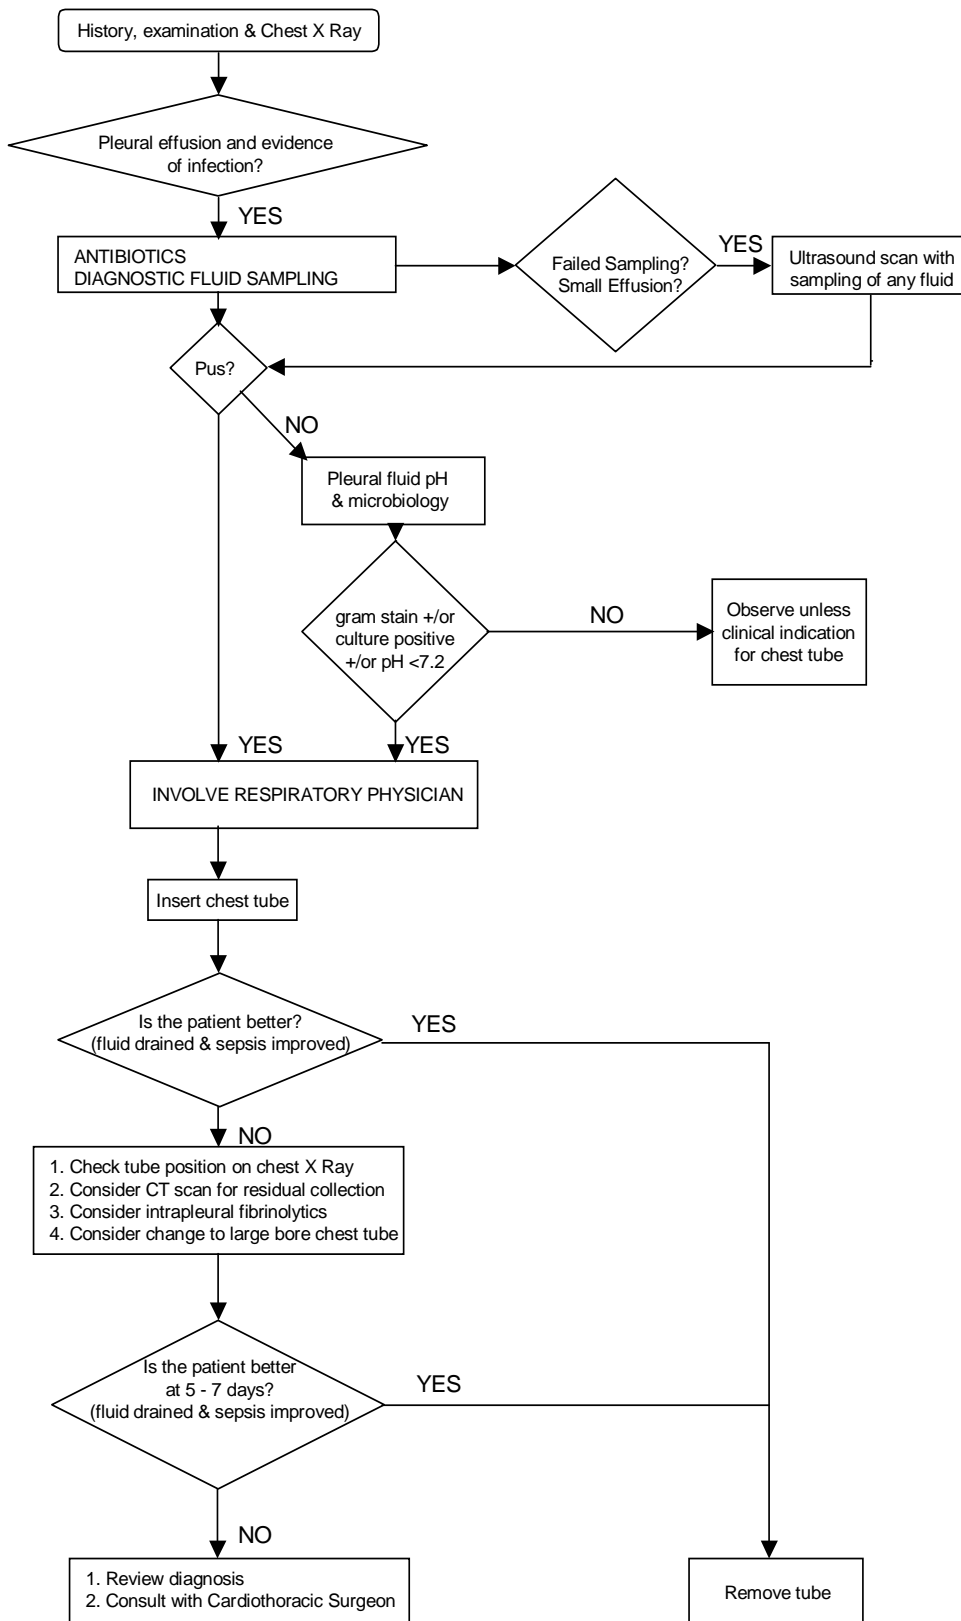 History, examination & Chest X Ray
Pleural effusion and evidence
of infection?
YES
ANTIBIOTICS
DIAGNOSTIC FLUID SAMPLING
Failed Sampling?
Small Effusion?
YES
Ultrasound scan with
sampling of any fluid
Pus?
NO
Pleural fluid pH
& microbiology
gram stain +/or
culture positive
+/or pH <7.2
NO
Observe unless
clinical indication
for chest tube
YES
YES
INVOLVE RESPIRATORY PHYSICIAN
Insert chest tube
Is the patient better?
(fluid drained & sepsis improved)
YES
NO
1. Check tube position on chest X Ray
2. Consider CT scan for residual collection
3. Consider intrapleural fibrinolytics
4. Consider change to large bore chest tube
Is the patient better
at 5 - 7 days?
(fluid drained & sepsis improved)
YES
NO
1. Review diagnosis
2. Consult with Cardiothoracic Surgeon
Remove tube